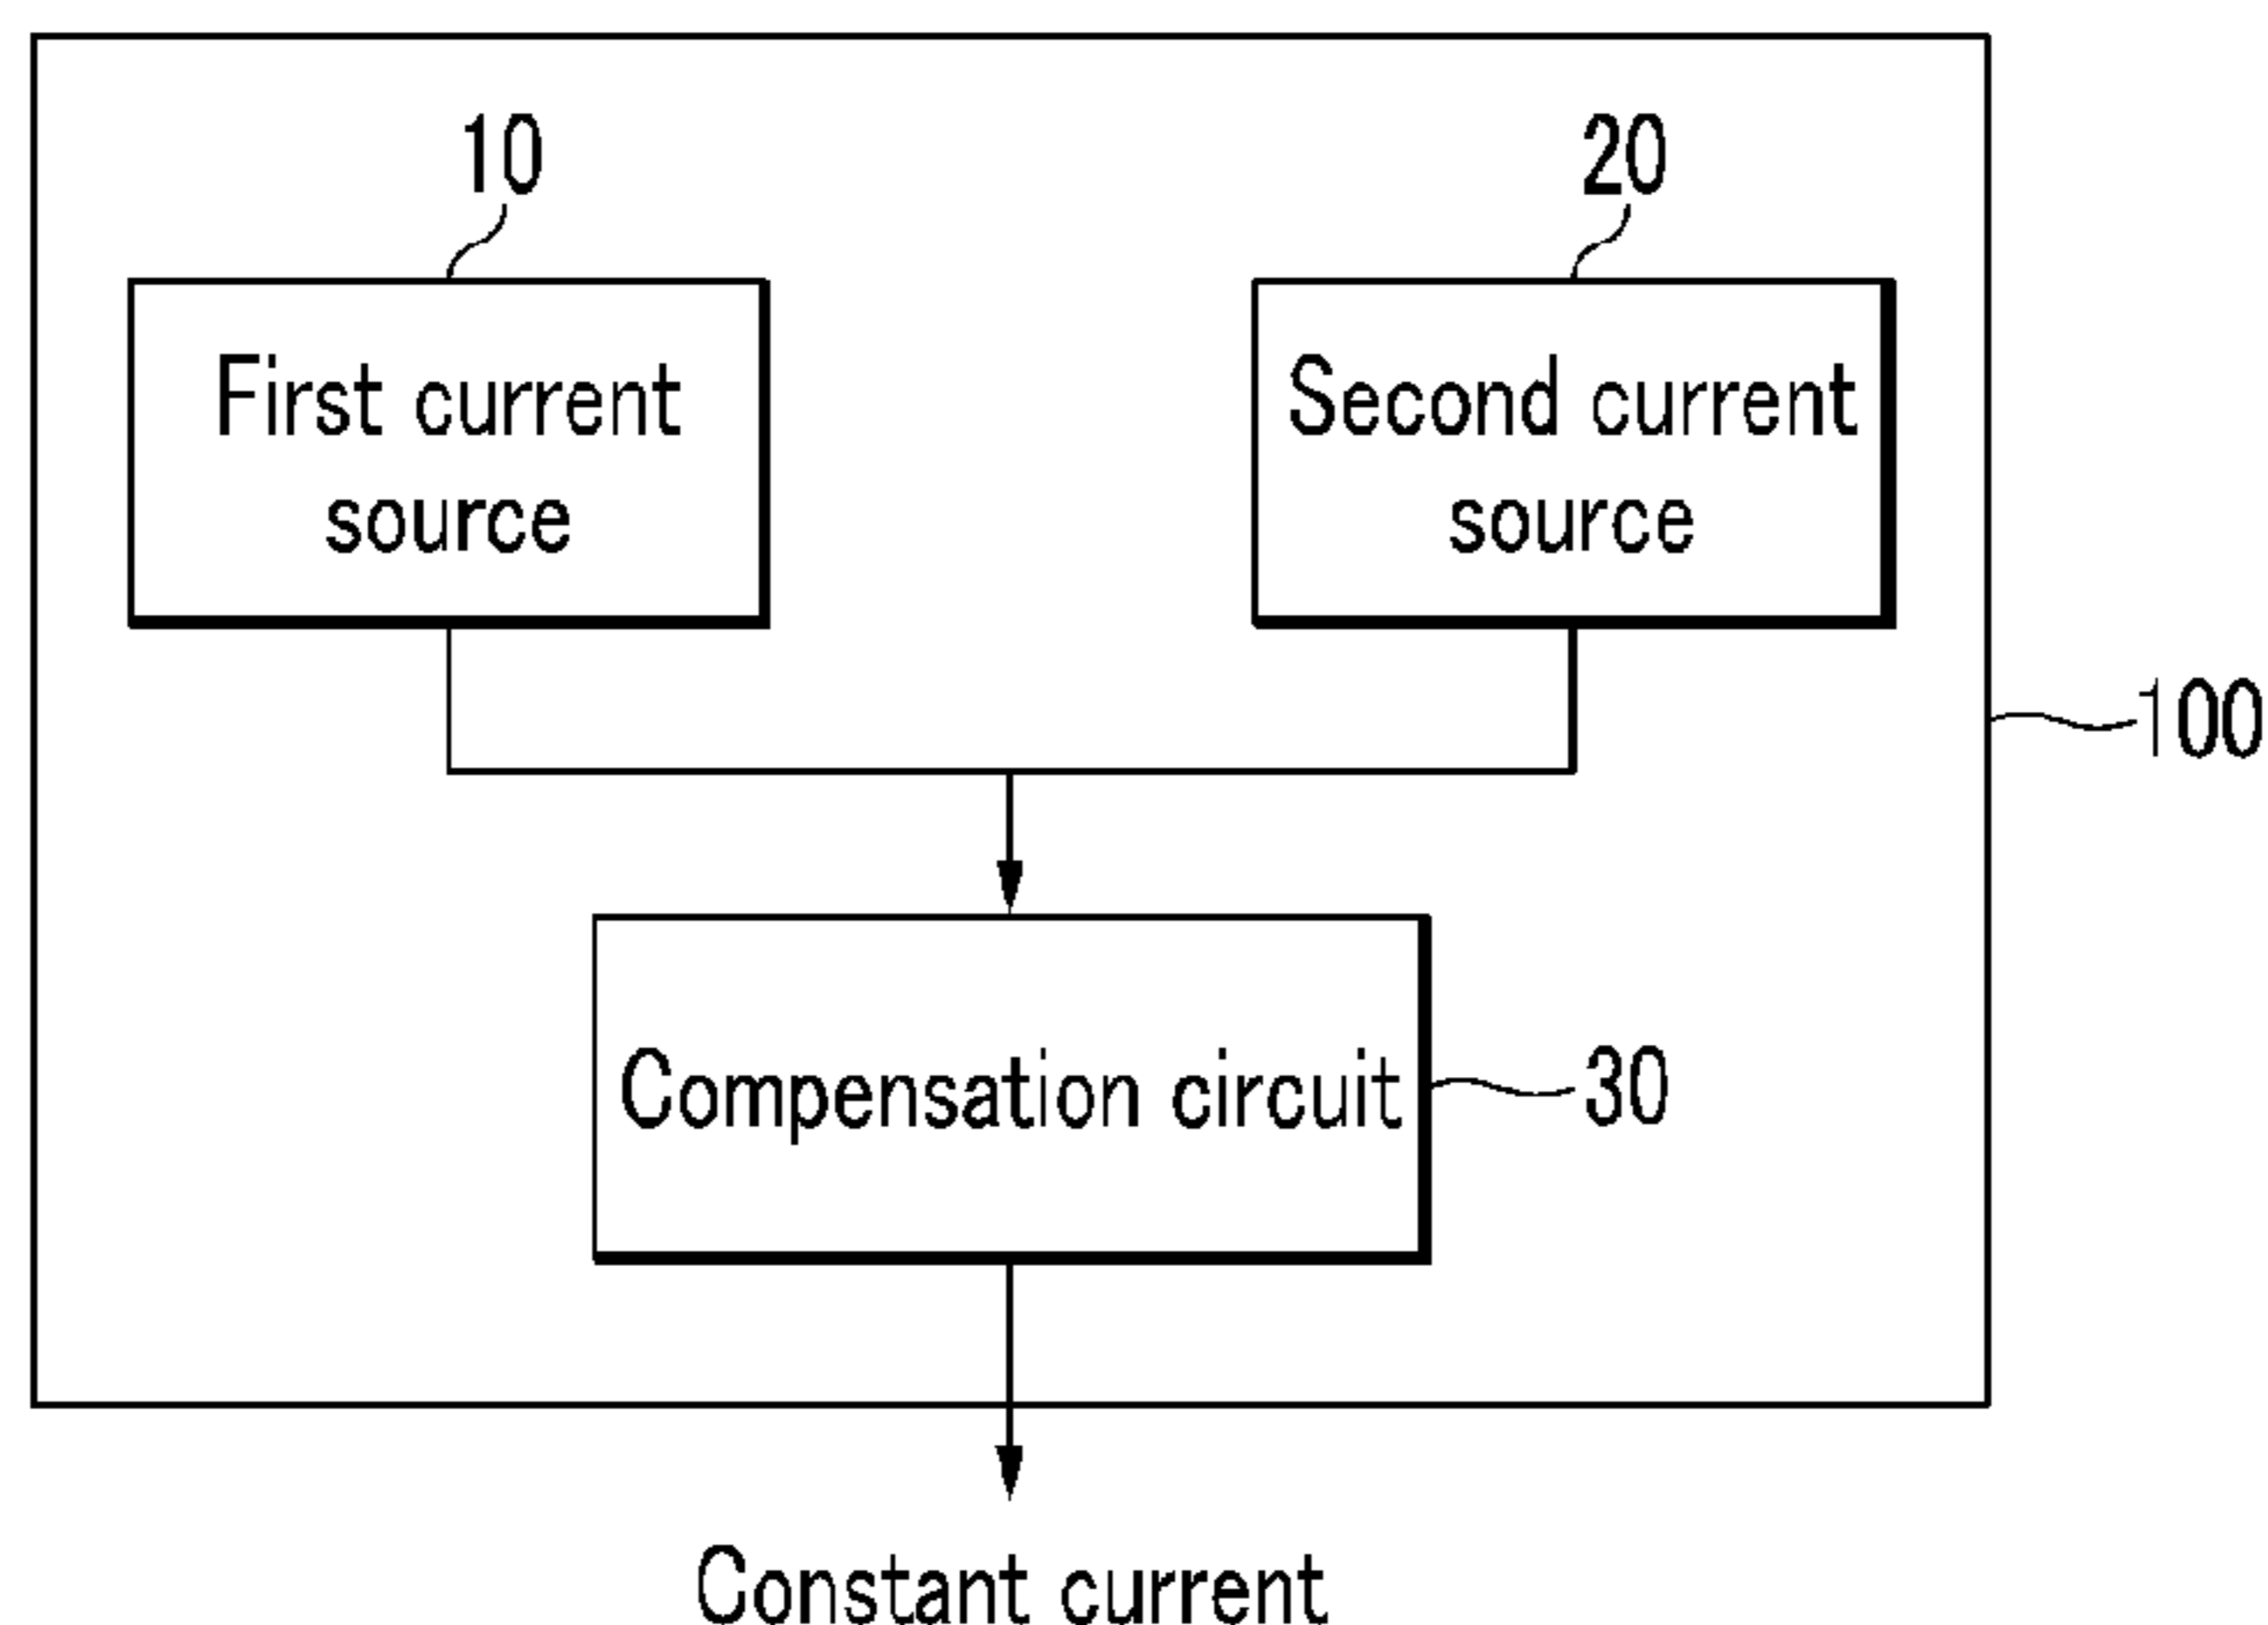 10
20
First current
source
Second current
source
100
Compensation circuit
30
Constant current